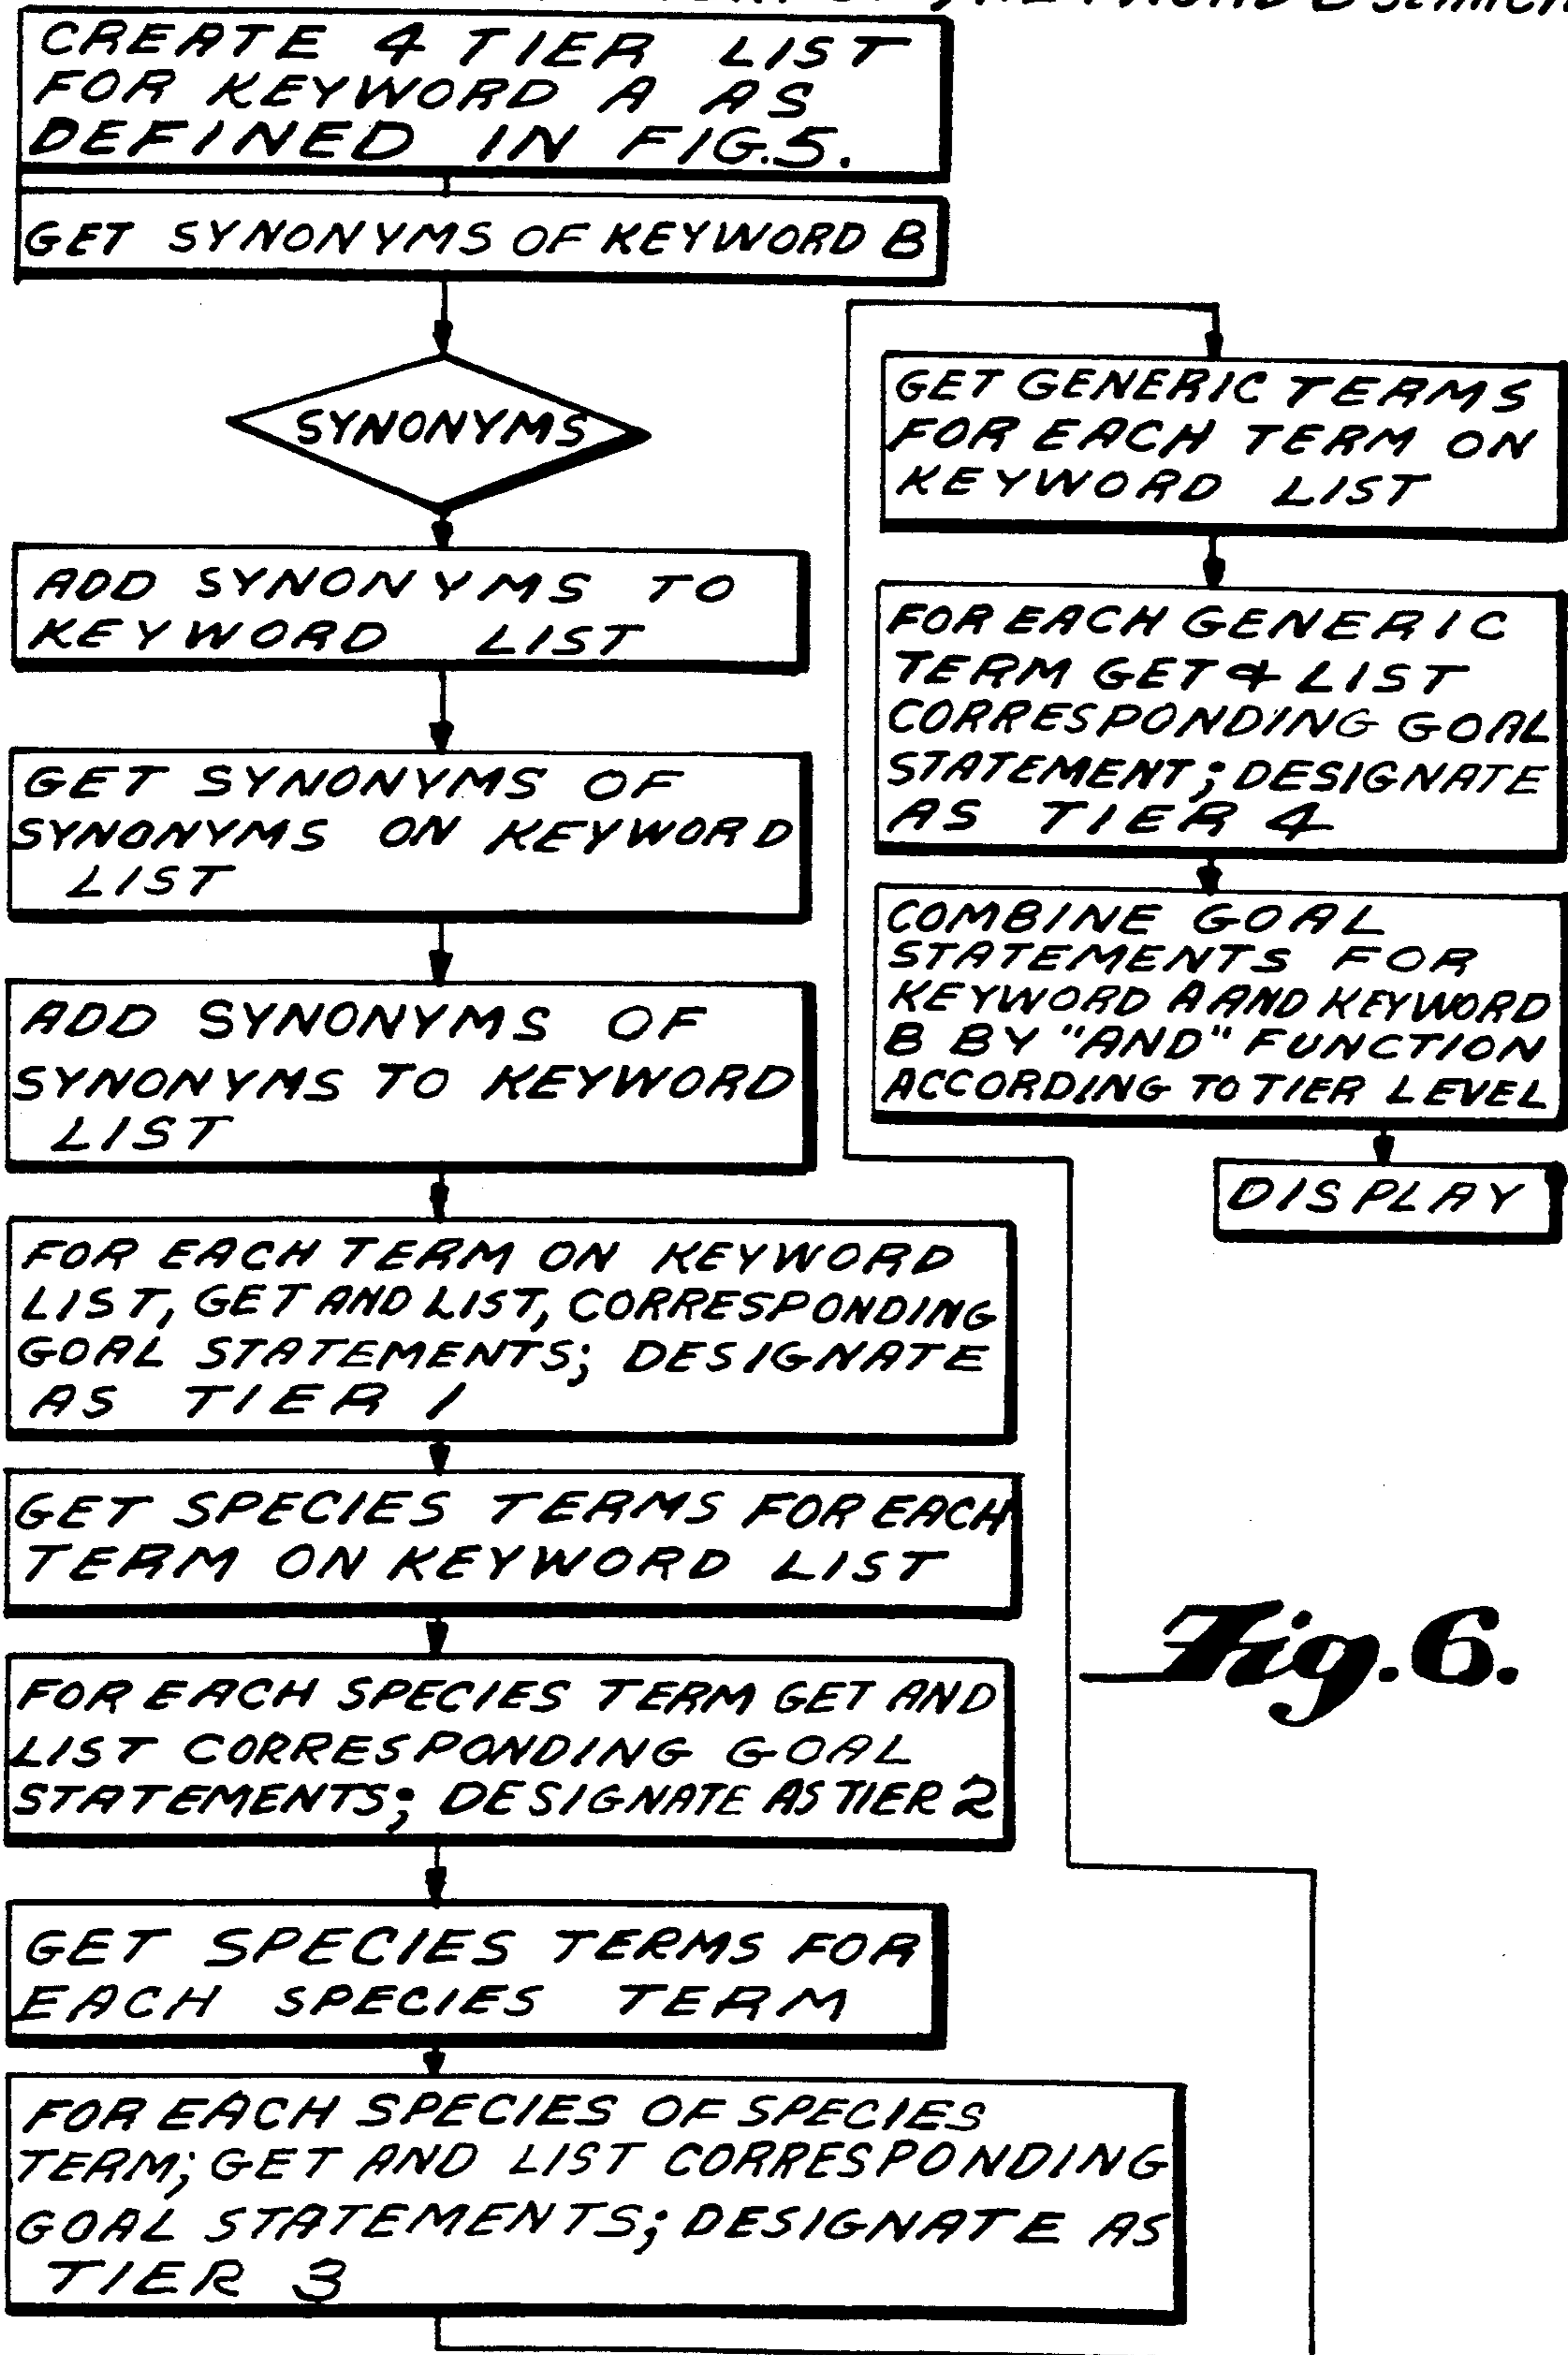 KEYWORD B SEARCH
CREATE 4 TIER LIST
FOR KEYWORD A AS
DEFINED IN FIG.5.
GET SYNONYMS OF KEYWORD B
SYNONYMS
ADD SYNONYMS TO
KEYWORD LIST
GET SYNONYMS OF
SYNONYMS ON KEYWORD
LIST
ADD SYNONYMS OF
SYNONYMS TO KEYWORD
LIST
FOR EACH TERM ON KEYWORD
LIST, GET AND LIST, CORRESPONDING
GOAL STATEMENTS; DESIGNATE
AS TIER 1
GET SPECIES TERMS FOR EACH
TERM ON KEYWORD LIST
FOR EACH SPECIES TERM GET AND
LIST CORRESPONDING GOAL
STATEMENTS; DESIGNATE AS TIER 2
GET SPECIES TERMS FOR
EACH SPECIES TERM
FOR EACH SPECIES OF SPECIES
TERM; GET AND LIST CORRESPONDING
GOAL STATEMENTS; DESIGNATE AS
TIER 3
GET GENERIC TERMS
FOR EACH TERM ON
KEYWORD LIST
FOR EACH GENERIC
TERM GET & LIST
CORRESPONDING GOAL
STATEMENT; DESIGNATE
AS TIER 4
COMBINE GOAL
STATEMENTS FOR
KEYWORD A AND KEYWORD
B BY "AND" FUNCTION
ACCORDING TO TIER LEVEL
DISPLAY
Fig.6.